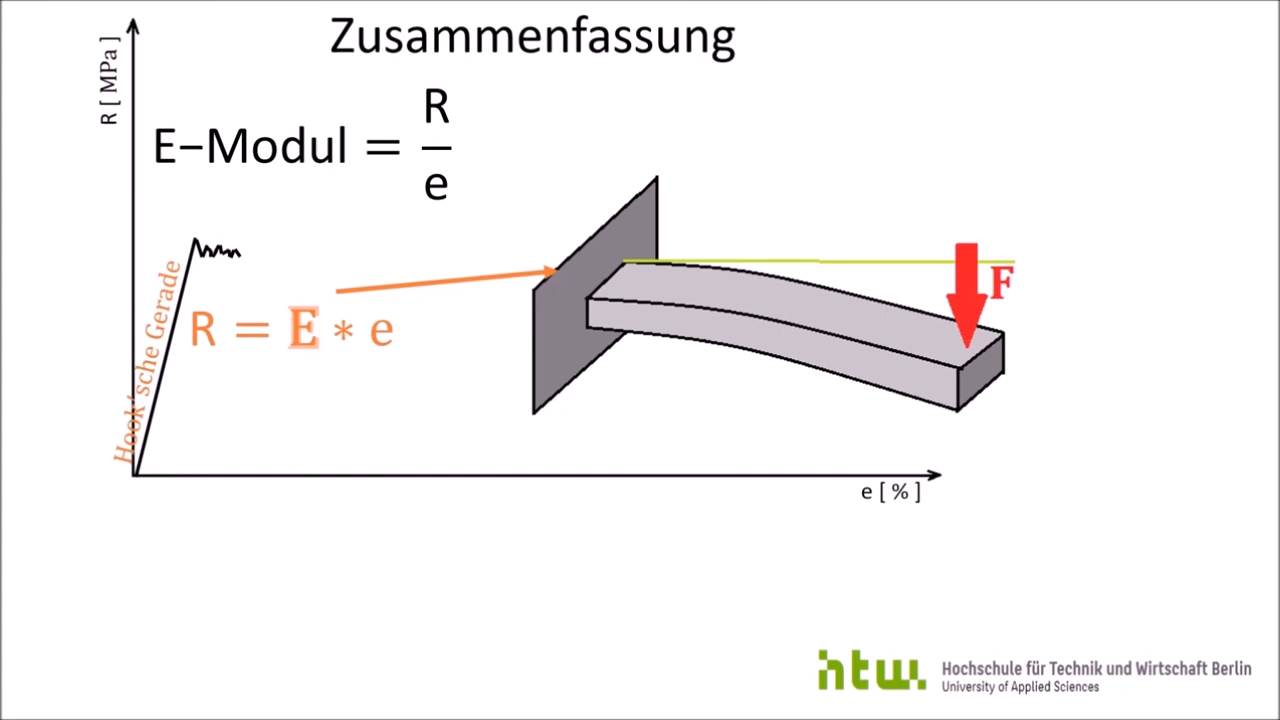 Zusammenfassung
R [ MPa ]
E−Modul = R/e
Hook´sche Gerade
R = E ∗ e
F
e [ % ]
htw.
Hochschule für Technik und Wirtschaft Berlin
University of Applied Sciences